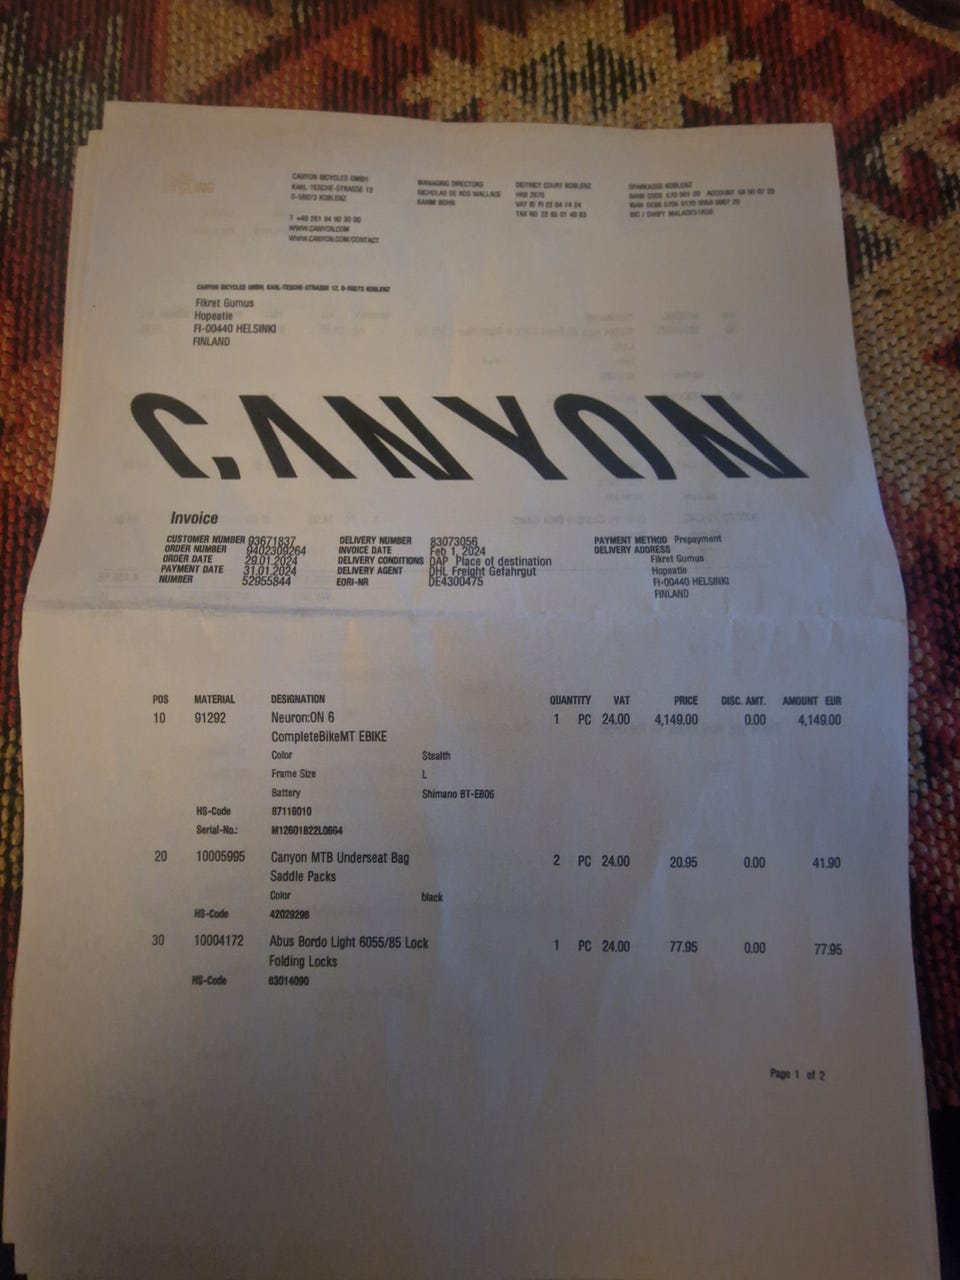 CANYON BICYCLES GMBH
KARL-TESCHE-STRASSE 12
D-56073 KOBLENZ
T +49 261 94 90 30 00
WWW.CANYON.COM
WWW.CANYON.COM/CONTACT
MANAGING DIRECTORS
NICHOLAS DE ROS WALLACE
DISTRICT COURT KOBLENZ
SPARKASSE KOBLENZ
CANYON BICYCLES GMBH, KARL-TESCHE-STRASSE 12, D-56073 KOBLENZ
Fikret Gumus
Hopeatie
FI-00440 HELSINKI
FINLAND
CANYON
Invoice
CUSTOMER NUMBER 93671837
ORDER NUMBER 9402309264
ORDER DATE 29.01.2024
PAYMENT DATE 31.01.2024
NUMBER 52955844
DELIVERY NUMBER 83073056
INVOICE DATE Feb 1, 2024
DELIVERY CONDITIONS DAP Place of destination
DELIVERY AGENT DHL Freight Gefahrgut
EORI-NR DE4300475
PAYMENT METHOD Prepayment
DELIVERY ADDRESS
Fikret Gumus
Hopeatie
FI-00440 HELSINKI
FINLAND
POS MATERIAL DESIGNATION QUANTITY VAT PRICE DISC. AMT. AMOUNT EUR
10 91292 Neuron:ON 6 1 PC 24.00 4,149.00 0.00 4,149.00
CompleteBikeMT EBIKE
Color Stealth
Frame Size L
Battery Shimano BT-E806
HS-Code 87116010
Serial-No.: M12601B22L0664
20 10005995 Canyon MTB Underseat Bag 2 PC 24.00 20.95 0.00 41.90
Saddle Packs
Color black
HS-Code 42029298
30 10004172 Abus Bordo Light 6055/85 Lock 1 PC 24.00 77.95 0.00 77.95
Folding Locks
HS-Code 83014090
Page 1 of 2